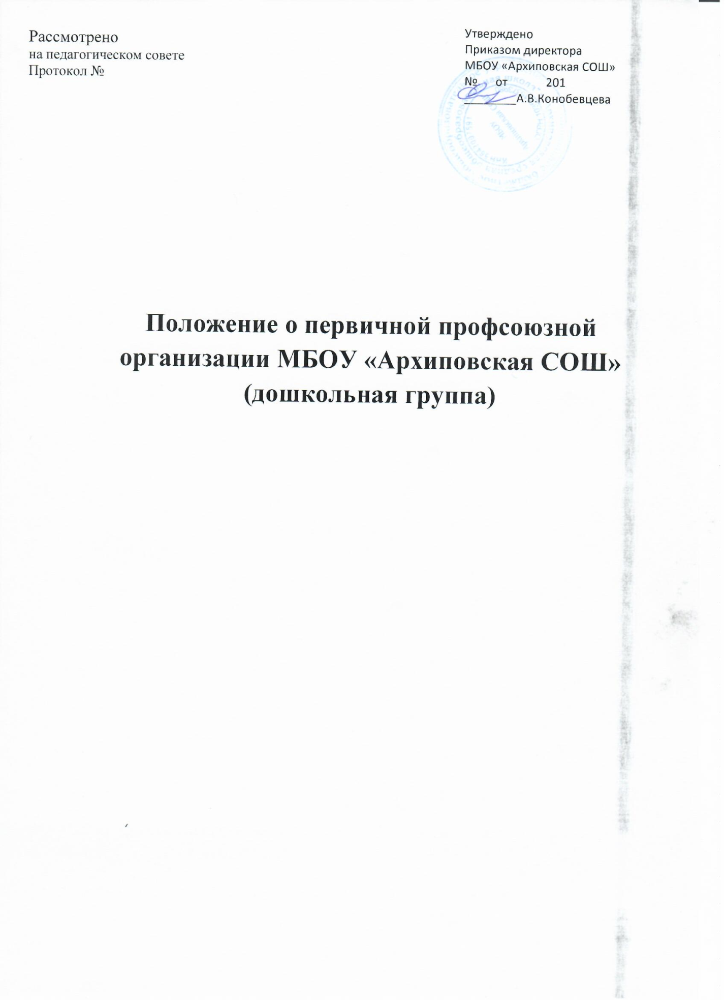 Рассмотрено
на педагогическом совете
Протокол №
Утверждено
Приказом директора
МБОУ «Архиповская СОШ»
№ от 201
________А.В.Конобевцева
Положение о первичной профсоюзной
организации МБОУ «Архиповская СОШ»
(дошкольная группа)